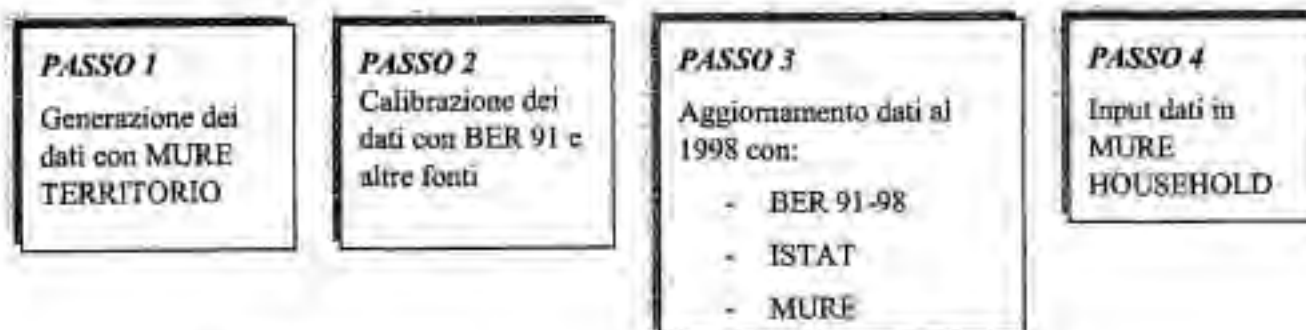 PASSO 1
Generazione dei
dati con MURE
TERRITORIO
PASSO 2
Calibrazione dei
dati con BER 91 e
altre fonti
PASSO 3
Aggiornamento dati al
1998 con:
- BER 91-98
- ISTAT
- MURE
PASSO 4
Input dati in
MURE
HOUSEHOLD